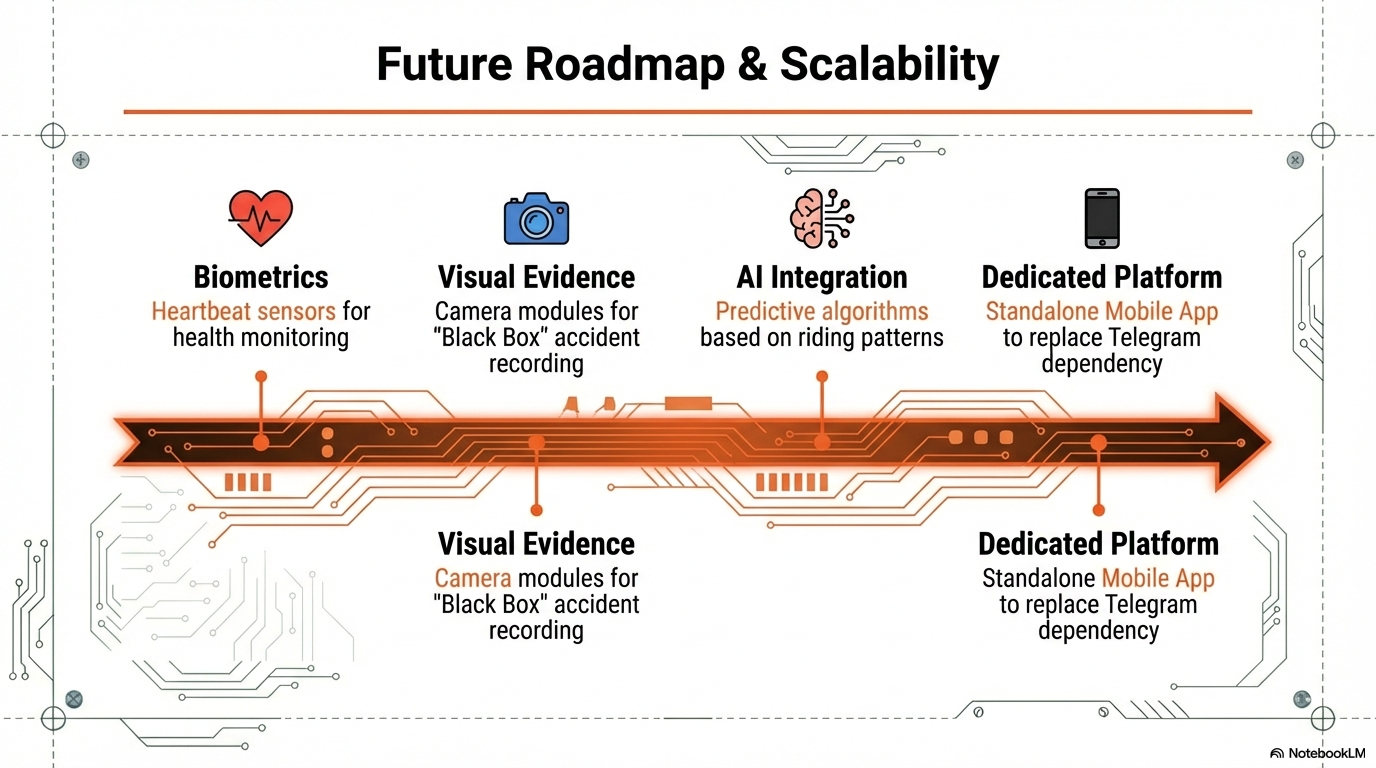 Future Roadmap & Scalability
Biometrics
Heartbeat sensors for
health monitoring
Visual Evidence
Camera modules for
"Black Box" accident
recording
AI Integration
Predictive algorithms
based on riding patterns
Dedicated Platform
Standalone Mobile App
to replace Telegram
dependency
Visual Evidence
Camera modules for
"Black Box" accident
recording
Dedicated Platform
Standalone Mobile App
to replace Telegram
dependency
NotebookLM